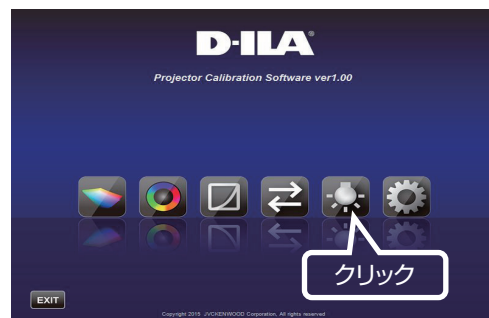 D-ILA®
Projector Calibration Software ver1.00
クリック
EXIT
Copyright 2015 JVCKENWOOD Corporation, All rights reserved